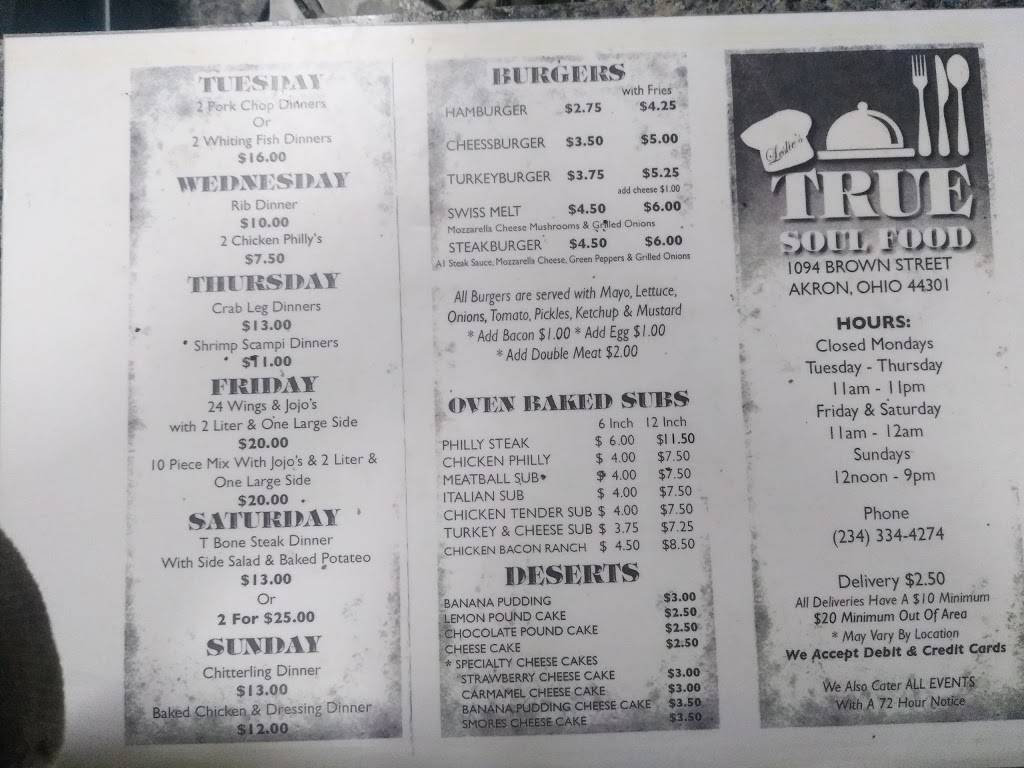 TUESDAY
2 Pork Chop Dinners
Or
2 Whiting Fish Dinners
$16.00
WEDNESDAY
Rib Dinner
$10.00
2 Chicken Philly's
$7.50
THURSDAY
Crab Leg Dinners
$13.00
Shrimp Scampi Dinners
$11.00
FRIDAY
24 Wings & Jojo's
with 2 Liter & One Large Side
$20.00
10 Piece Mix With Jojo's & 2 Liter &
One Large Side
$20.00
SATURDAY
T Bone Steak Dinner
With Side Salad & Baked Potateo
$13.00
Or
2 For $25.00
SUNDAY
Chitterling Dinner
$13.00
Baked Chicken & Dressing Dinner
$12.00
BURGERS
with Fries
HAMBURGER $2.75 $4.25
CHEESSBURGER $3.50 $5.00
TURKEYBURGER $3.75 $5.25
add cheese $1.00
SWISS MELT $4.50 $6.00
Mozzarella Cheese Mushrooms & Grilled Onions
STEAKBURGER $4.50 $6.00
A1 Steak Sauce, Mozzarella Cheese, Green Peppers & Grilled Onions
All Burgers are served with Mayo, Lettuce,
Onions, Tomato, Pickles, Ketchup & Mustard
* Add Bacon $1.00 * Add Egg $1.00
* Add Double Meat $2.00
OVEN BAKED SUBS
6 Inch 12 Inch
PHILLY STEAK $ 6.00 $11.50
CHICKEN PHILLY $ 4.00 $7.50
MEATBALL SUB $ 4.00 $7.50
ITALIAN SUB $ 4.00 $7.50
CHICKEN TENDER SUB $ 4.00 $7.50
TURKEY & CHEESE SUB $ 3.75 $7.25
CHICKEN BACON RANCH $ 4.50 $8.50
DESERTS
BANANA PUDDING $3.00
LEMON POUND CAKE $2.50
CHOCOLATE POUND CAKE $2.50
CHEESE CAKE $2.50
* SPECIALTY CHEESE CAKES
STRAWBERRY CHEESE CAKE $3.00
CARMAMEL CHEESE CAKE $3.00
BANANA PUDDING CHEESE CAKE $3.50
SMORES CHEESE CAKE $3.50
Leslie's
TRUE
SOUL FOOD
1094 BROWN STREET
AKRON, OHIO 44301
HOURS:
Closed Mondays
Tuesday - Thursday
11am - 11pm
Friday & Saturday
11am - 12am
Sundays
12noon - 9pm
Phone
(234) 334-4274
Delivery $2.50
All Deliveries Have A $10 Minimum
$20 Minimum Out Of Area
* May Vary By Location
We Accept Debit & Credit Cards
We Also Cater ALL EVENTS
With A 72 Hour Notice